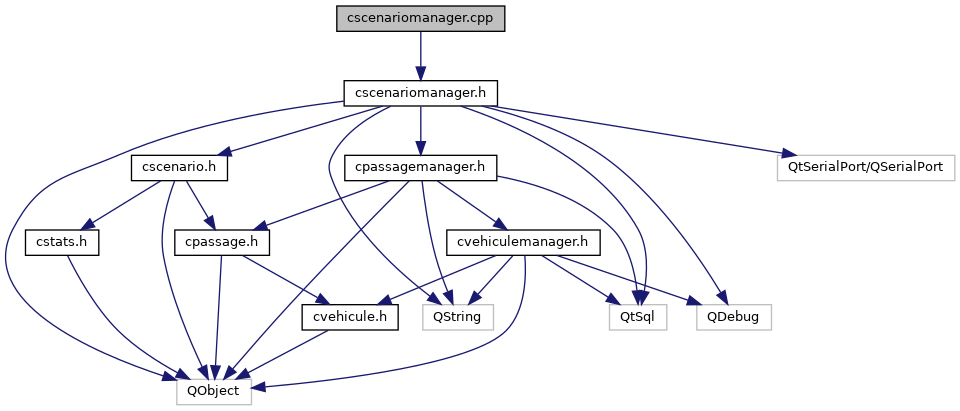 cscenariomanager.cpp
cscenariomanager.h
cscenario.h
cpassagemanager.h
QtSerialPort/QSerialPort
cstats.h
cpassage.h
cvehiculemanager.h
cvehicule.h
QString
QtSql
QDebug
QObject